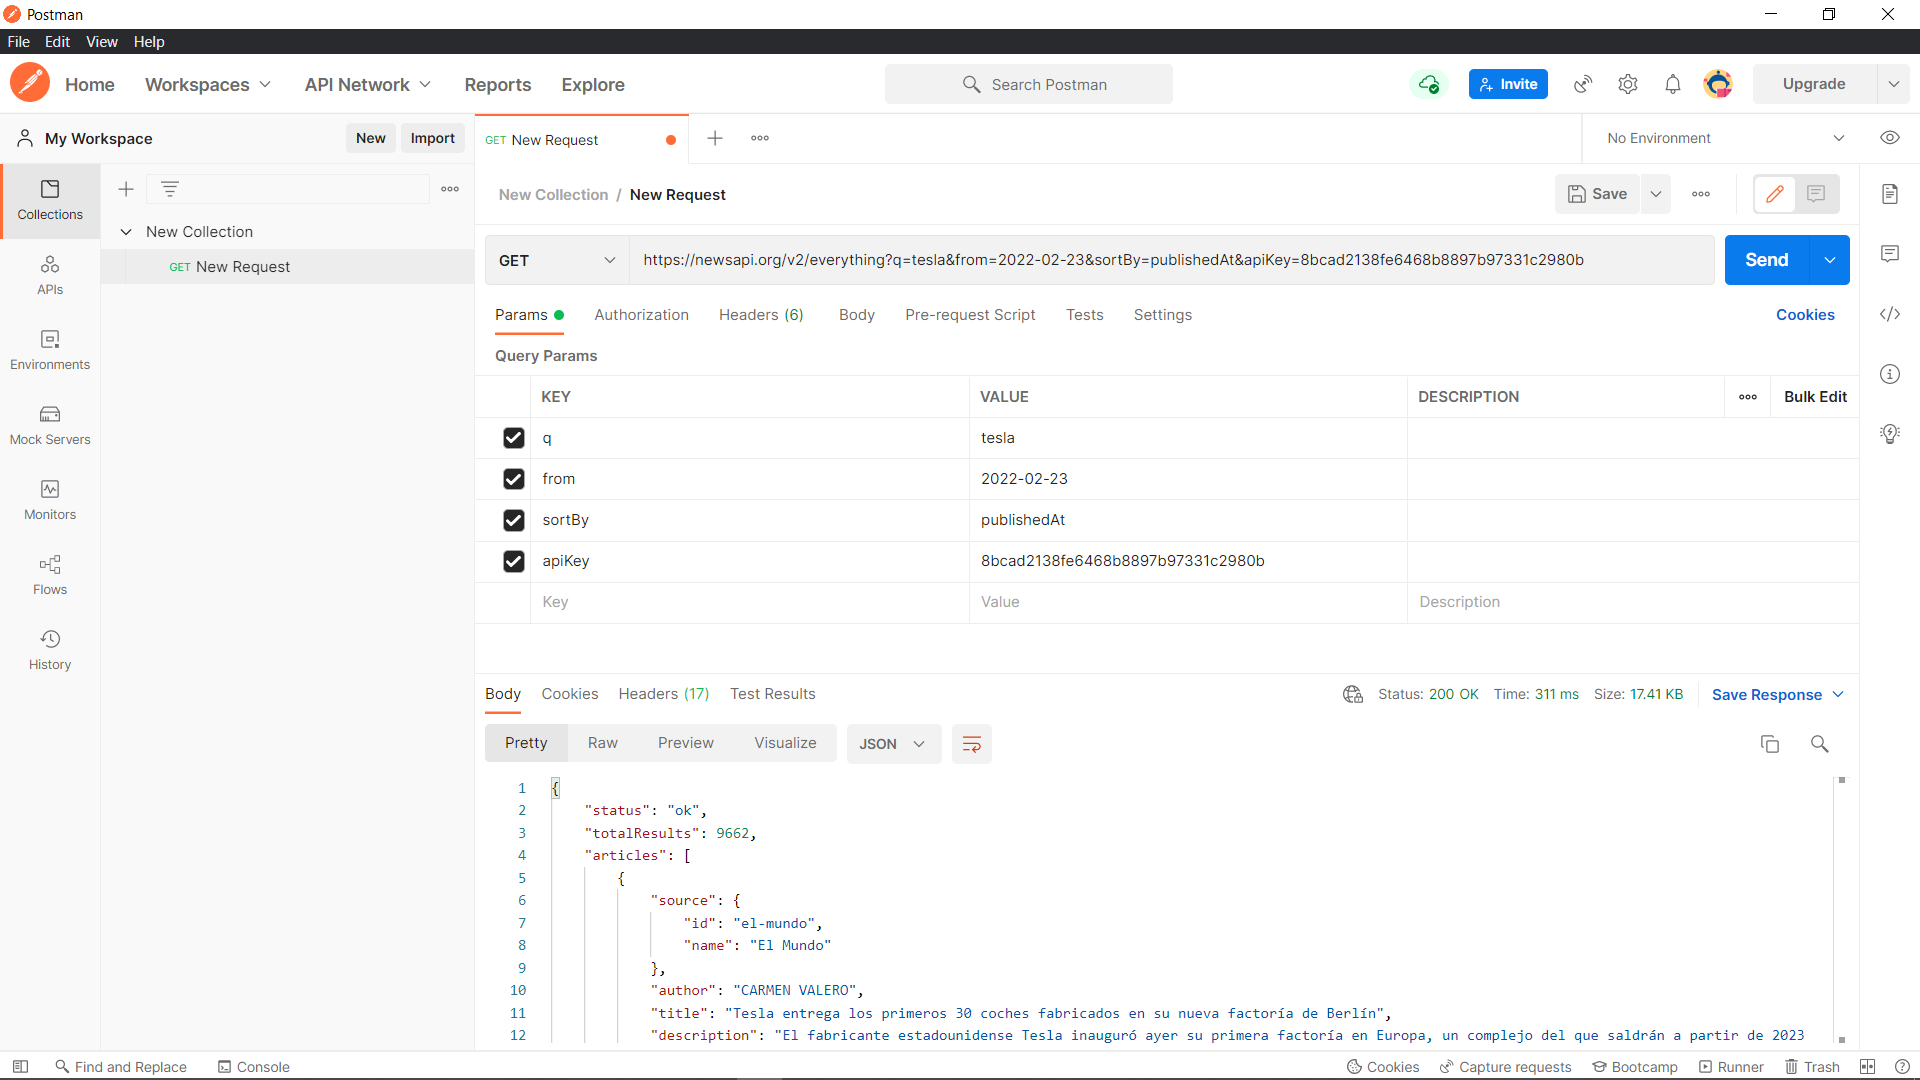 Postman
File Edit View Help
Home Workspaces API Network Reports Explore Search Postman Invite Upgrade
My Workspace New Import GET New Request No Environment
Collections
APIs
Environments
Mock Servers
Monitors
Flows
History
New Collection
GET New Request
New Collection / New Request Save
GET https://newsapi.org/v2/everything?q=tesla&from=2022-02-23&sortBy=publishedAt&apiKey=8bcad2138fe6468b8897b97331c2980b Send
Params Authorization Headers (6) Body Pre-request Script Tests Settings Cookies
Query Params
KEY VALUE DESCRIPTION Bulk Edit
q tesla
from 2022-02-23
sortBy publishedAt
apiKey 8bcad2138fe6468b8897b97331c2980b
Key Value Description
Body Cookies Headers (17) Test Results Status: 200 OK Time: 311 ms Size: 17.41 KB Save Response
Pretty Raw Preview Visualize JSON
1 {
2 "status": "ok",
3 "totalResults": 9662,
4 "articles": [
5 {
6 "source": {
7 "id": "el-mundo",
8 "name": "El Mundo"
9 },
10 "author": "CARMEN VALERO",
11 "title": "Tesla entrega los primeros 30 coches fabricados en su nueva factoría de Berlín",
12 "description": "El fabricante estadounidense Tesla inauguró ayer su primera factoría en Europa, un complejo del que saldrán a partir de 2023
Find and Replace Console Cookies Capture requests Bootcamp Runner Trash